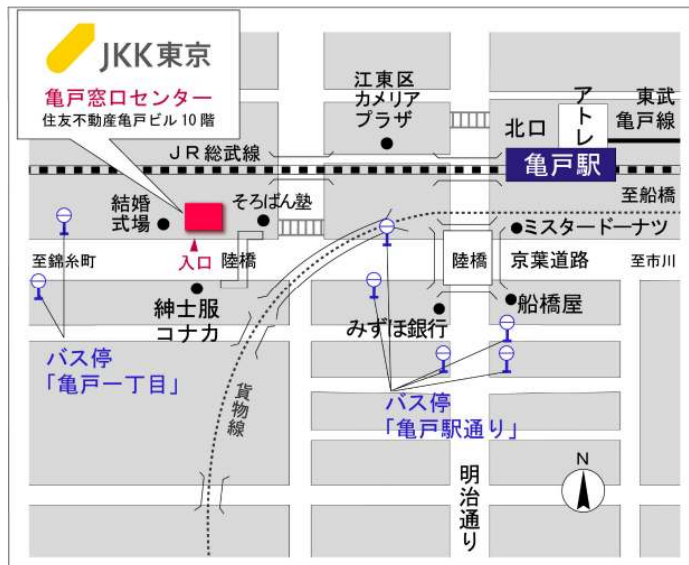 JKK東京
亀戸窓口センター
住友不動産亀戸ビル10階
江東区
カメリア
プラザ
アトレ
東武
亀戸線
北口
JR総武線
亀戸駅
至船橋
結婚
式場
そろばん塾
ミスタードーナツ
至錦糸町
入口
陸橋
陸橋
京葉道路
至市川
紳士服
コナカ
みずほ銀行
船橋屋
バス停
「亀戸一丁目」
バス停
「亀戸駅通り」
貨物線
明治通り
N